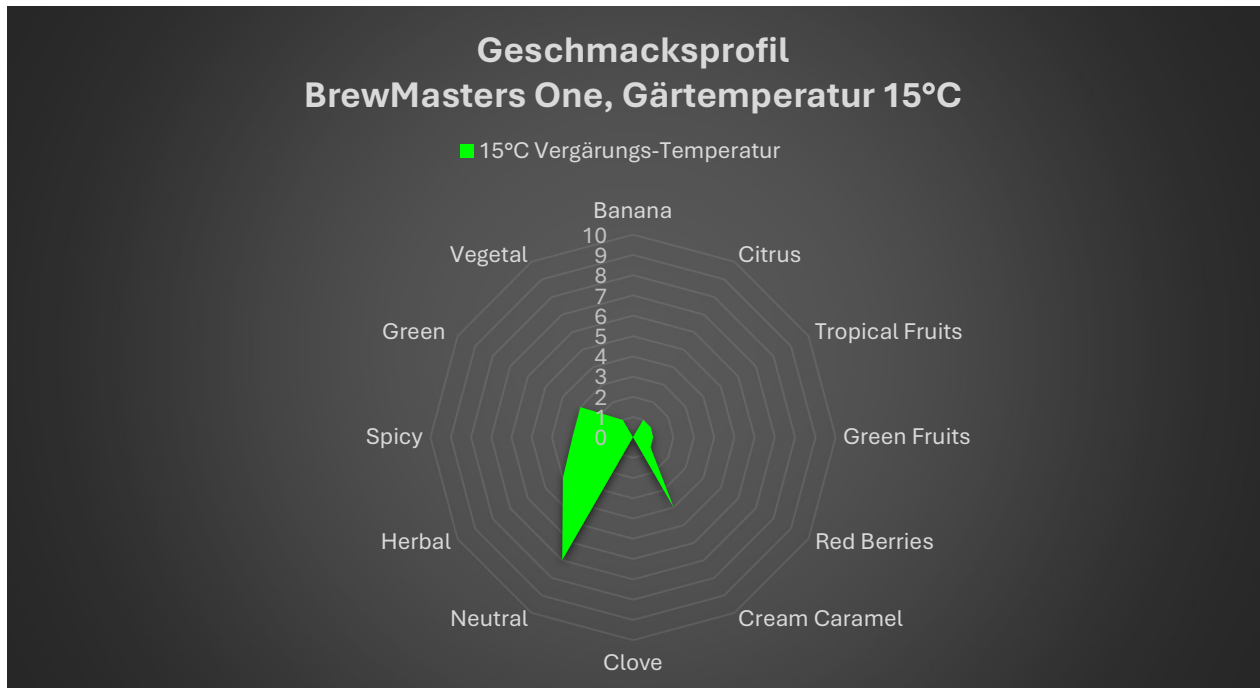 Geschmacksprofil
BrewMasters One, Gärtemperatur 15°C
15°C Vergärungs-Temperatur
Banana
Citrus
Tropical Fruits
Green Fruits
Red Berries
Cream Caramel
Clove
Neutral
Herbal
Spicy
Green
Vegetal
10
9
8
7
6
5
4
3
2
1
0